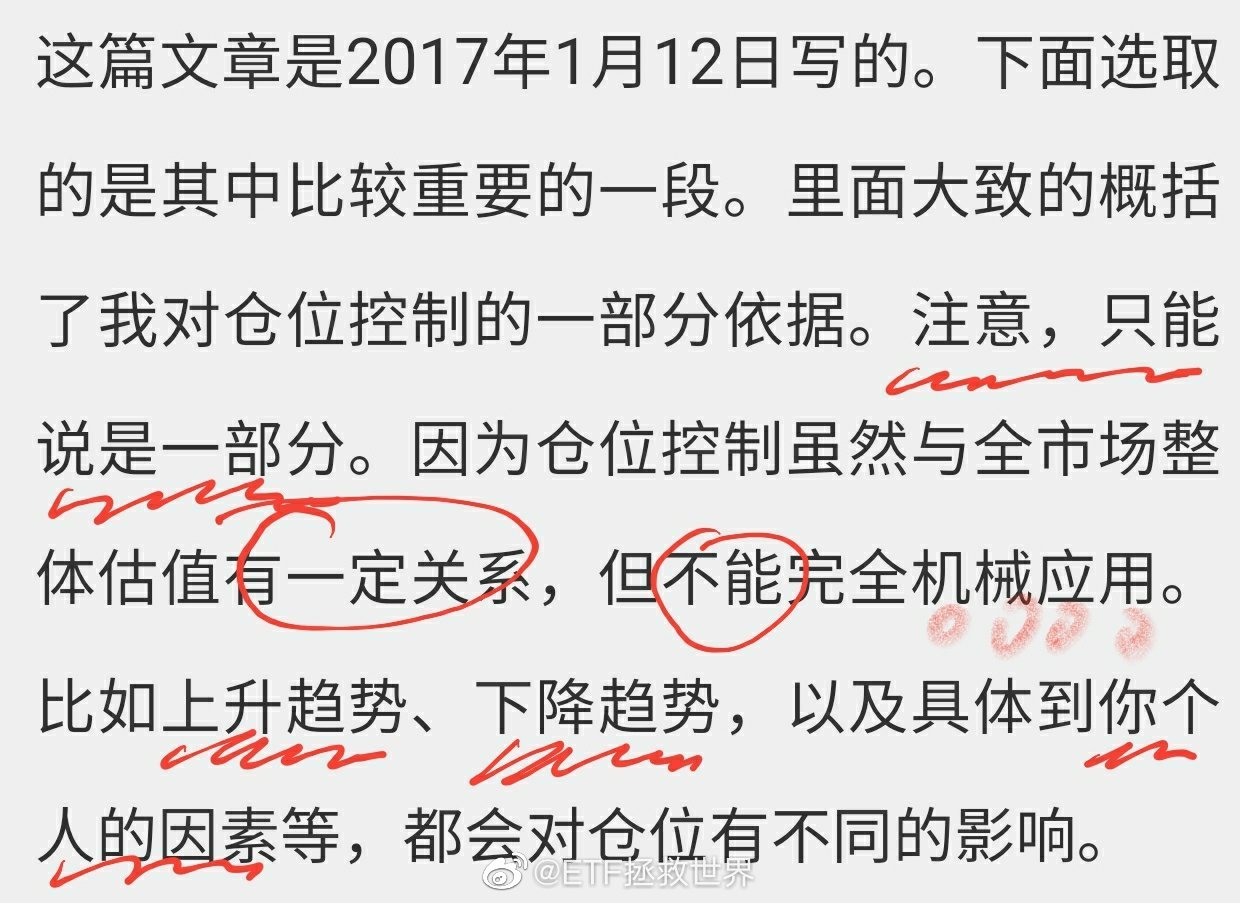 这篇文章是2017年1月12日写的。下面选取
的是其中比较重要的一段。里面大致的概括
了我对仓位控制的一部分依据。注意，只能
说是一部分。因为仓位控制虽然与全市场整
体估值有一定关系，但不能完全机械应用。
比如上升趋势、下降趋势，以及具体到你个
人的因素等，都会对仓位有不同的影响。
@ETF拯救世界